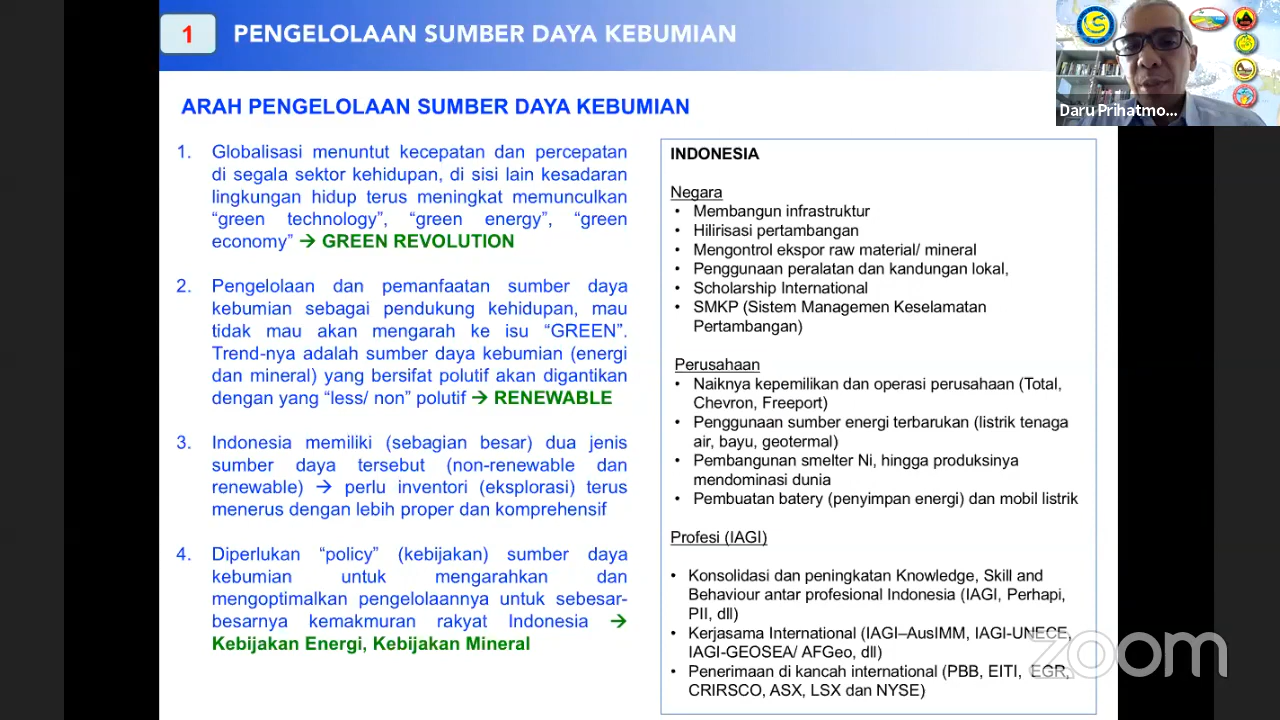 1 PENGELOLAAN SUMBER DAYA KEBUMIAN
Daru Prihatmo...
ARAH PENGELOLAAN SUMBER DAYA KEBUMIAN
1. Globalisasi menuntut kecepatan dan percepatan
di segala sektor kehidupan, di sisi lain kesadaran
lingkungan hidup terus meningkat memunculkan
“green technology”, “green energy”, “green
economy” → GREEN REVOLUTION
2. Pengelolaan dan pemanfaatan sumber daya
kebumian sebagai pendukung kehidupan, mau
tidak mau akan mengarah ke isu “GREEN”.
Trend-nya adalah sumber daya kebumian (energi
dan mineral) yang bersifat polutif akan digantikan
dengan yang “less/ non” polutif → RENEWABLE
3. Indonesia memiliki (sebagian besar) dua jenis
sumber daya tersebut (non-renewable dan
renewable) → perlu inventori (eksplorasi) terus
menerus dengan lebih proper dan komprehensif
4. Diperlukan “policy” (kebijakan) sumber daya
kebumian untuk mengarahkan dan
mengoptimalkan pengelolaannya untuk sebesar-
besarnya kemakmuran rakyat Indonesia →
Kebijakan Energi, Kebijakan Mineral
INDONESIA
Negara
• Membangun infrastruktur
• Hilirisasi pertambangan
• Mengontrol ekspor raw material/ mineral
• Penggunaan peralatan dan kandungan lokal,
• Scholarship International
• SMKP (Sistem Managemen Keselamatan
Pertambangan)
Perusahaan
• Naiknya kepemilikan dan operasi perusahaan (Total,
Chevron, Freeport)
• Penggunaan sumber energi terbarukan (listrik tenaga
air, bayu, geotermal)
• Pembangunan smelter Ni, hingga produksinya
mendominasi dunia
• Pembuatan batery (penyimpan energi) dan mobil listrik
Profesi (IAGI)
• Konsolidasi dan peningkatan Knowledge, Skill and
Behaviour antar profesional Indonesia (IAGI, Perhapi,
PII, dll)
• Kerjasama International (IAGI–AusIMM, IAGI-UNECE,
IAGI-GEOSEA/ AFGeo, dll)
• Penerimaan di kancah international (PBB, EITI, EGR,
CRIRSCO, ASX, LSX dan NYSE)
zoom